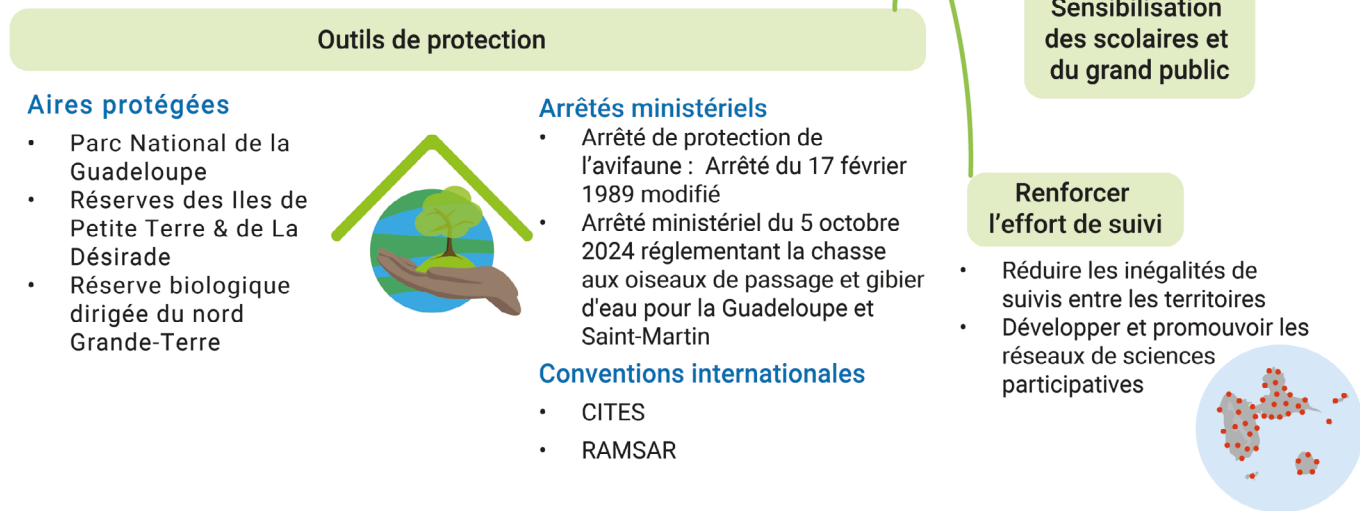 Outils de protection
Aires protégées
• Parc National de la
Guadeloupe
• Réserves des Iles de
Petite Terre & de La
Désirade
• Réserve biologique
dirigée du nord
Grande-Terre
Arrêtés ministériels
• Arrêté de protection de
l'avifaune : Arrêté du 17 février
1989 modifié
• Arrêté ministériel du 5 octobre
2024 réglementant la chasse
aux oiseaux de passage et gibier
d'eau pour la Guadeloupe et
Saint-Martin
Conventions internationales
• CITES
• RAMSAR
Sensibilisation
des scolaires et
du grand public
Renforcer
l'effort de suivi
• Réduire les inégalités de
suivis entre les territoires
• Développer et promouvoir les
réseaux de sciences
participatives